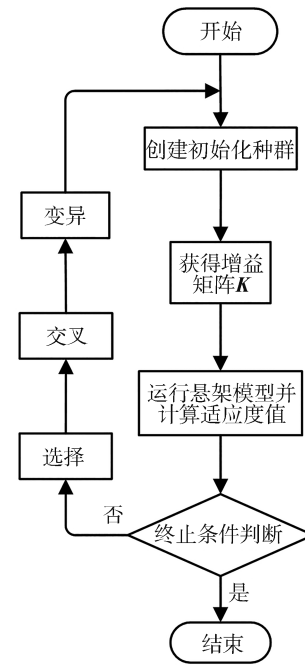 开始
创建初始化种群
获得增益
矩阵K
运行悬架模型并
计算适应度值
终止条件判断
否
是
选择
交叉
变异
结束